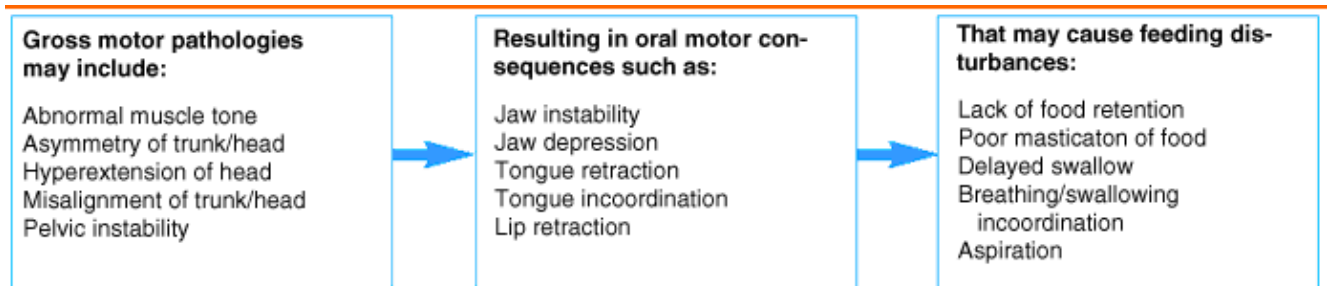 Gross motor pathologies
may include:
Abnormal muscle tone
Asymmetry of trunk/head
Hyperextension of head
Misalignment of trunk/head
Pelvic instability
Resulting in oral motor con-
sequences such as:
Jaw instability
Jaw depression
Tongue retraction
Tongue incoordination
Lip retraction
That may cause feeding dis-
turbances:
Lack of food retention
Poor masticaton of food
Delayed swallow
Breathing/swallowing
incoordination
Aspiration